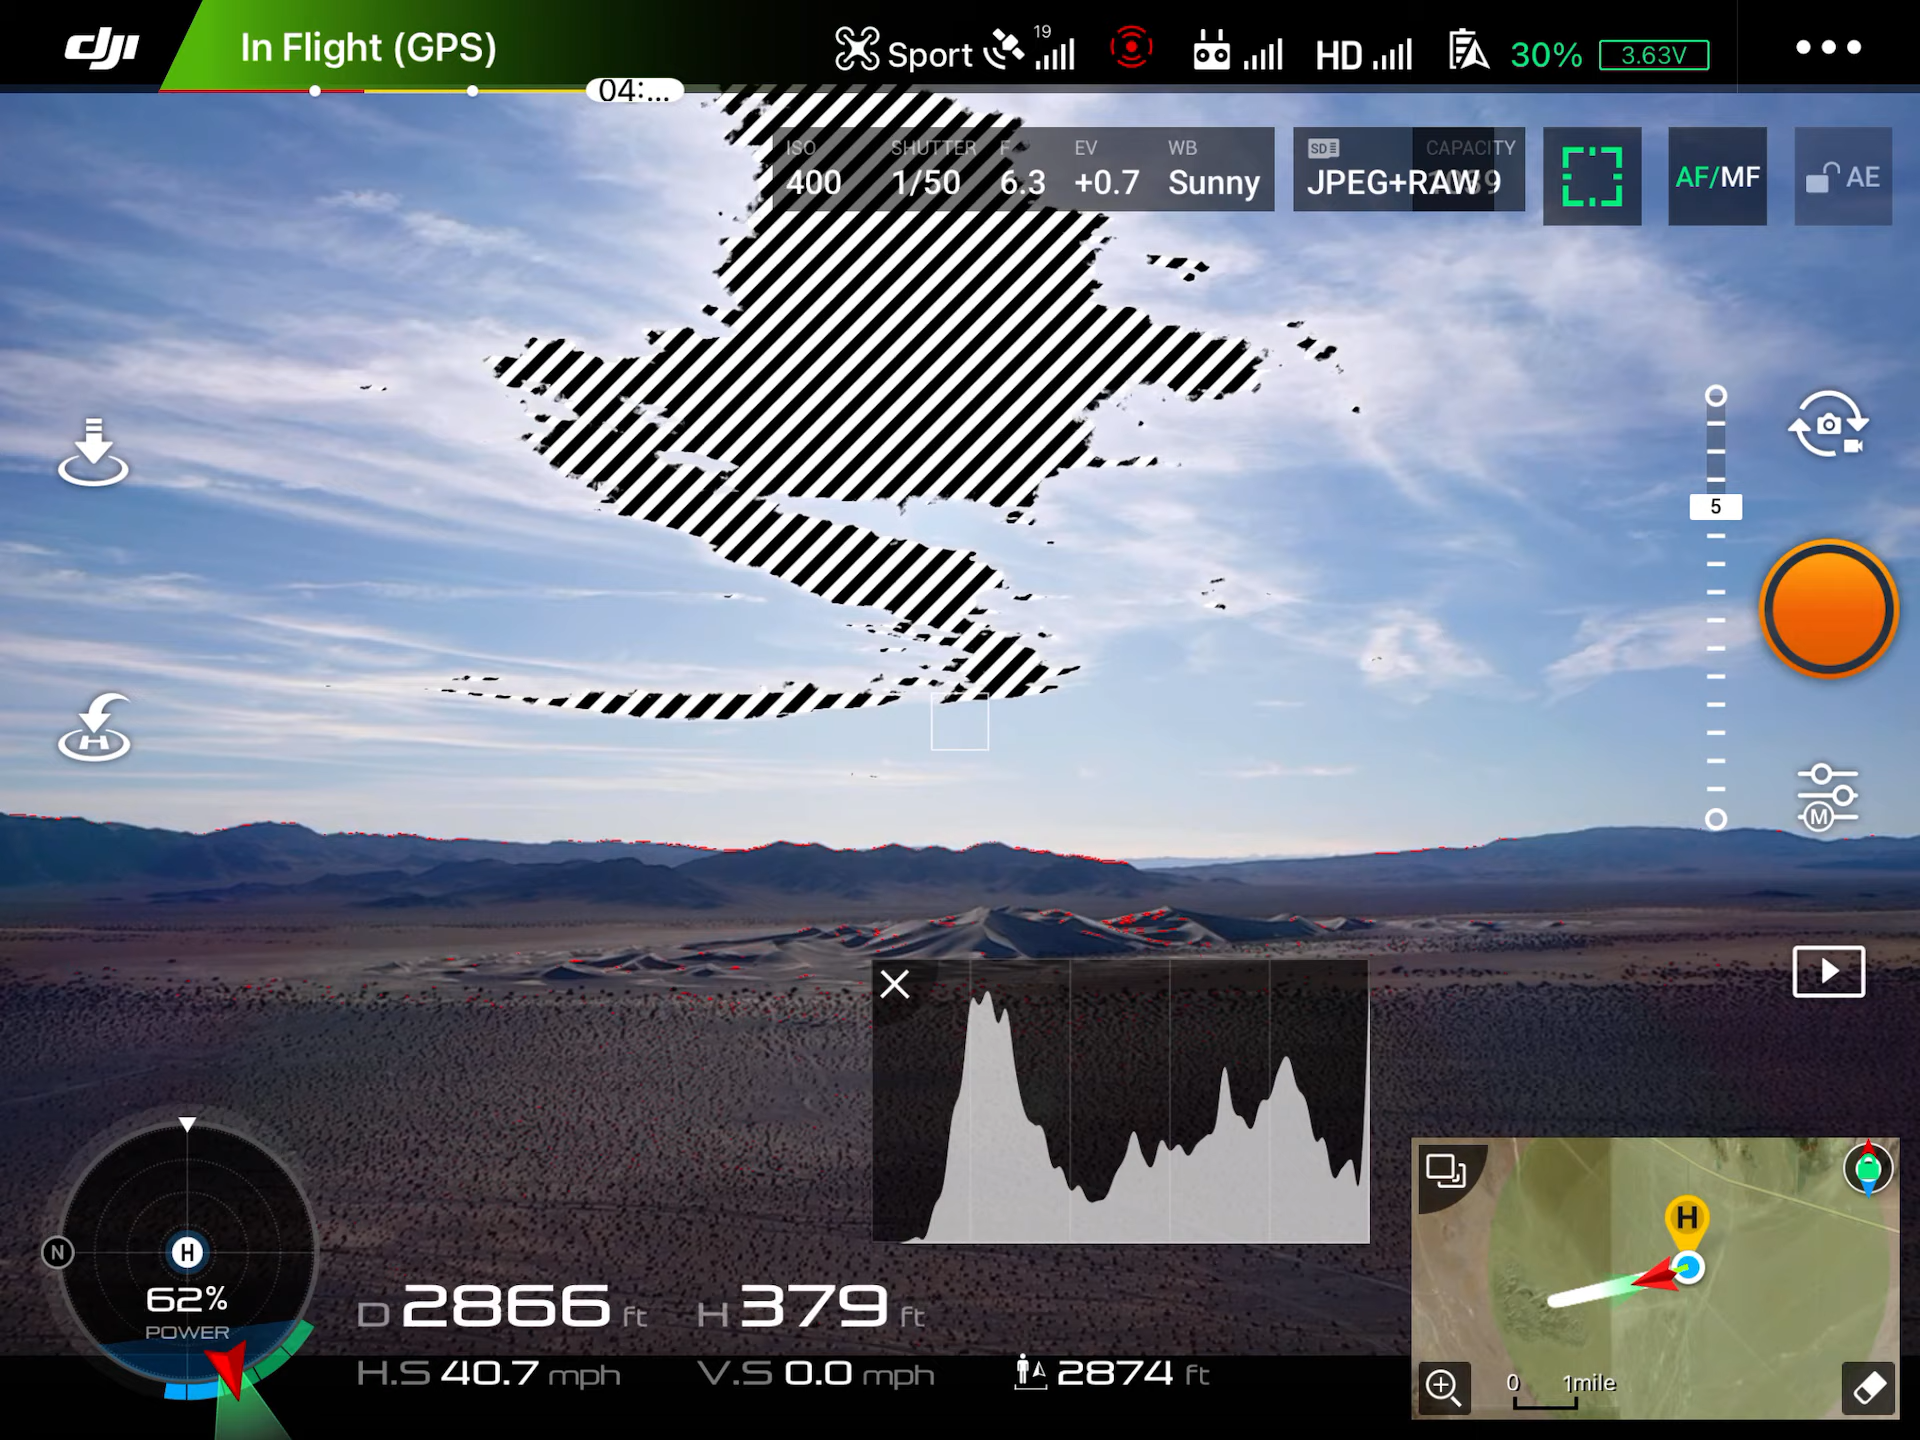 dji In Flight (GPS) Sport 19 HD 30% 3.63V
04:...
ISO SHUTTER F EV WB CAPACITY
400 1/50 6.3 +0.7 Sunny JPEG+RAW
SD
AF/MF
AE
5
H
M
N
H
62%
POWER
D 2866 ft H 379 ft
H.S 40.7 mph V.S 0.0 mph 2874 ft
H
0 1mile